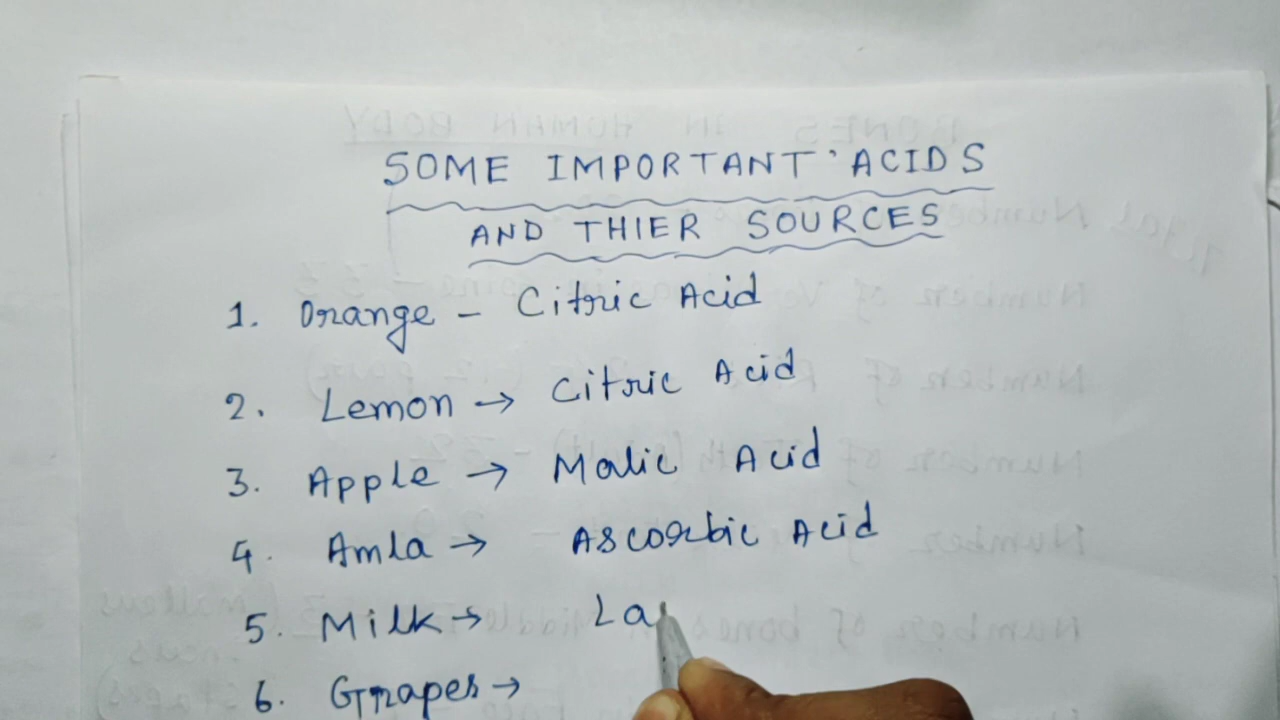 SOME IMPORTANT ACIDS
AND THIER SOURCES
1. Orange - Citric Acid
2. Lemon → Citric Acid
3. Apple → Malic Acid
4. Amla → Ascorbic Acid
5. Milk → La
6. Grapes →